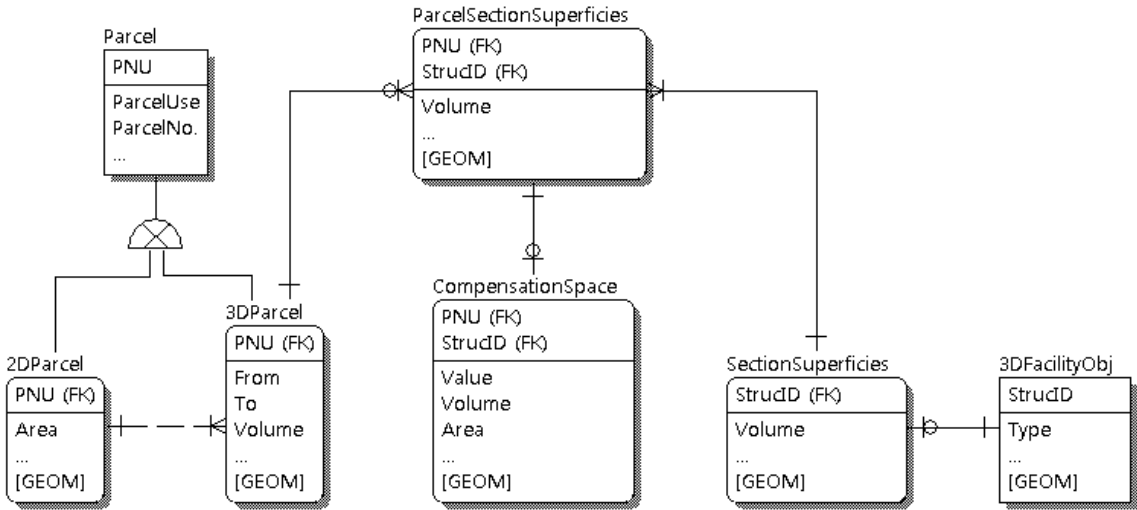 Parcel
PNU
ParcelUse
ParcelNo.
...
ParcelSectionSuperficies
PNU (FK)
StrucID (FK)
Volume
...
[GEOM]
2DParcel
PNU (FK)
Area
...
[GEOM]
3DParcel
PNU (FK)
From
To
Volume
...
[GEOM]
CompensationSpace
PNU (FK)
StrucID (FK)
Value
Volume
Area
...
[GEOM]
SectionSuperficies
StrucID (FK)
Volume
...
[GEOM]
3DFacilityObj
StrucID
Type
...
[GEOM]